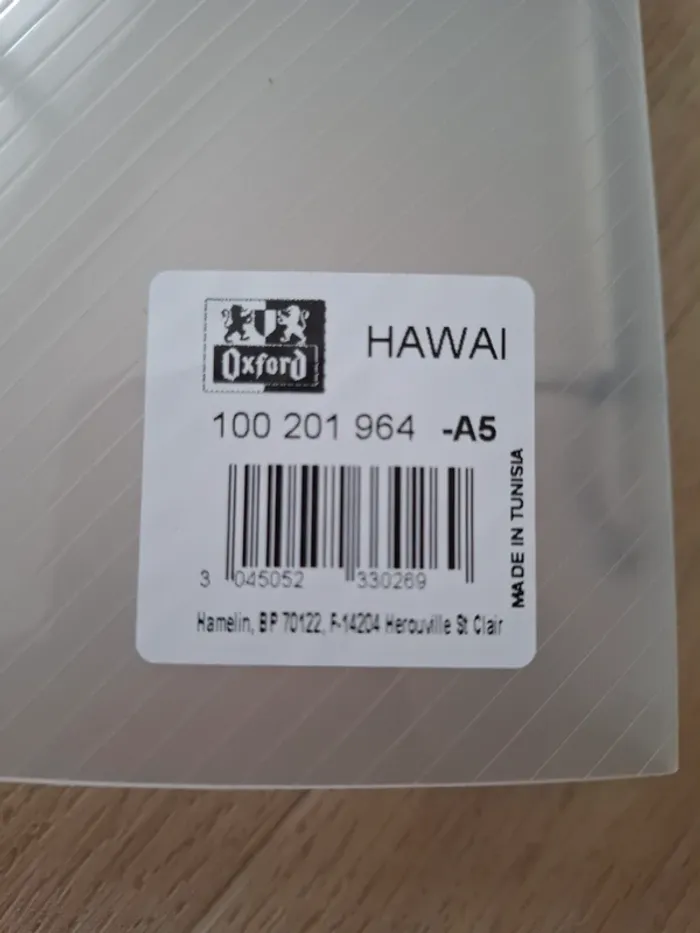 Oxford
HAWAI
100 201 964 -A5
MADE IN TUNISIA
3 045052 330269
Hamelin, BP 70122, F-14204 Herouville St Clair